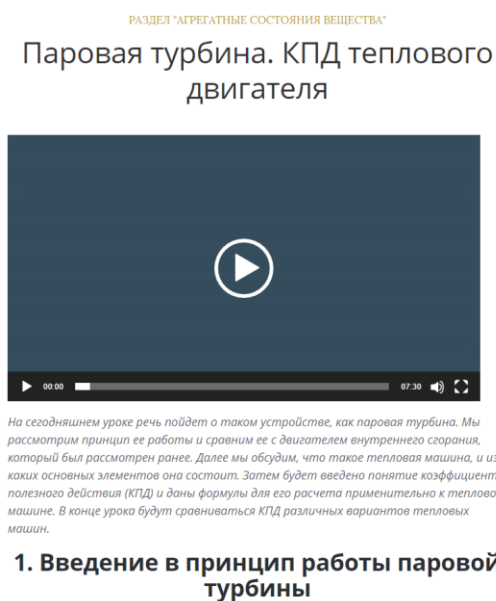 РАЗДЕЛ "АГРЕГАТНЫЕ СОСТОЯНИЯ ВЕЩЕСТВА"
Паровая турбина. КПД теплового
двигателя
00:00
07:30
На сегодняшнем уроке речь пойдет о таком устройстве, как паровая турбина. Мы
рассмотрим принцип ее работы и сравним ее с двигателем внутреннего сгорания,
который был рассмотрен ранее. Далее мы обсудим, что такое тепловая машина, и из
каких основных элементов она состоит. Затем будет введено понятие коэффициент
полезного действия (КПД) и даны формулы для его расчета применительно к теплово
машине. В конце урока будут сравниваться КПД различных вариантов тепловых
машин.
1. Введение в принцип работы паровой
турбины